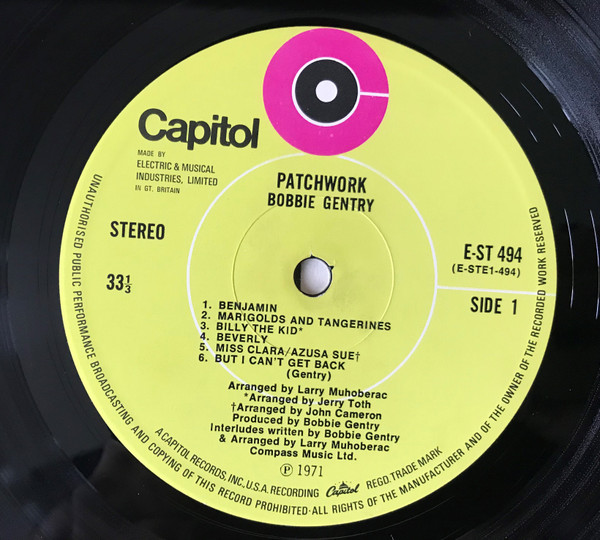 Capitol
MADE BY
ELECTRIC & MUSICAL
INDUSTRIES, LIMITED
IN GT. BRITAIN
PATCHWORK
BOBBIE GENTRY
STEREO
33⅓
E-ST 494
(E-STE1-494)
SIDE 1
1. BENJAMIN
2. MARIGOLDS AND TANGERINES
3. BILLY THE KID*
4. BEVERLY
5. MISS CLARA/AZUSA SUE†
6. BUT I CAN'T GET BACK
(Gentry)
Arranged by Larry Muhoberac
*Arranged by Jerry Toth
†Arranged by John Cameron
Produced by Bobbie Gentry
Interludes written by Bobbie Gentry
& Arranged by Larry Muhoberac
Compass Music Ltd.
Ⓟ 1971
A CAPITOL RECORDS, INC., U.S.A. RECORDING Capitol REGD. TRADE MARK
UNAUTHORISED PUBLIC PERFORMANCE BROADCASTING AND COPYING OF THIS RECORD PROHIBITED·ALL RIGHTS OF THE MANUFACTURER AND OF THE OWNER OF THE RECORDED WORK RESERVED